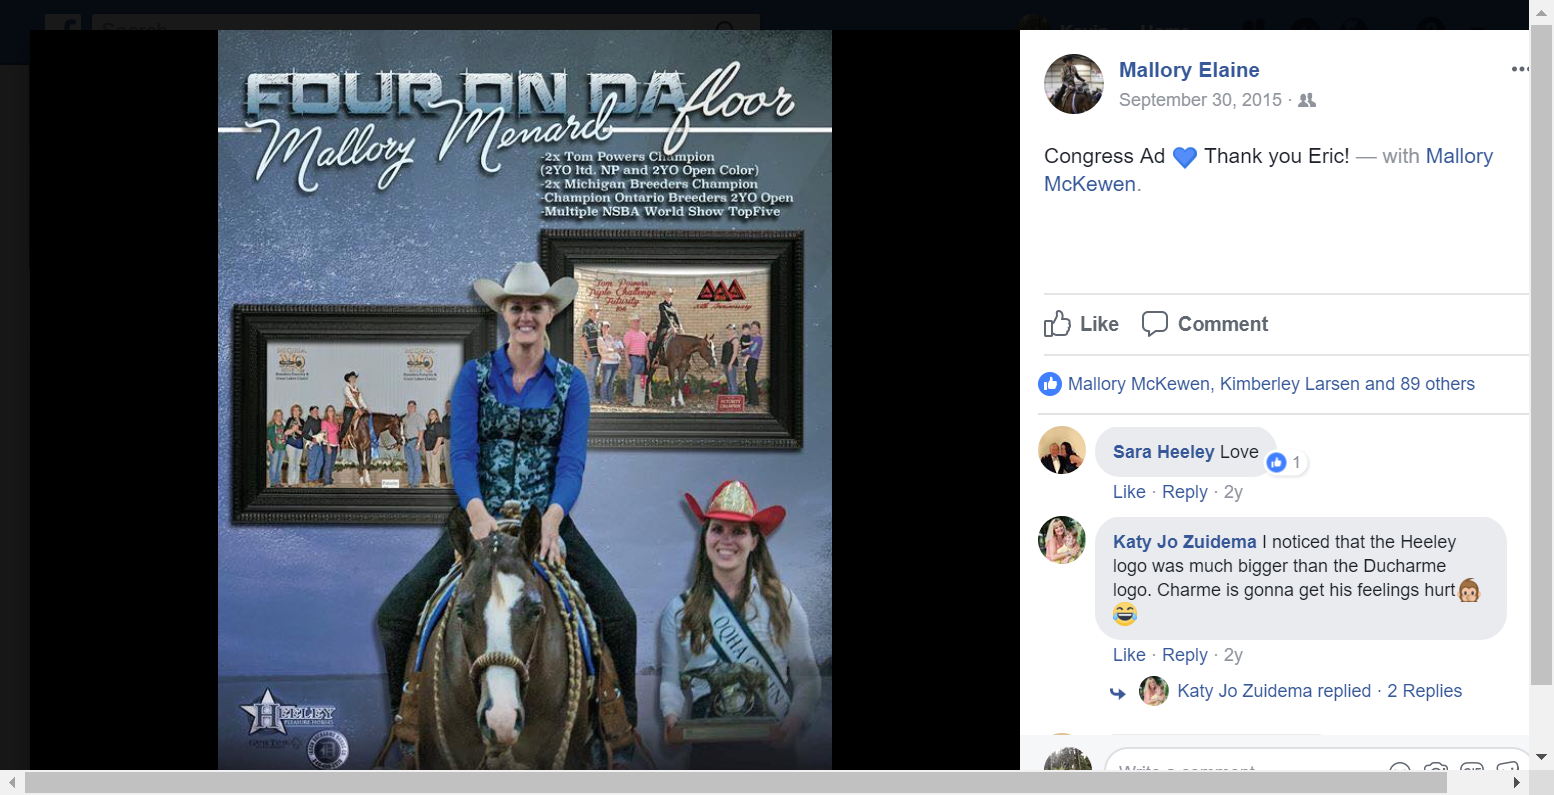 FOUR ON DA floor
Mallory Menard
-2x Tom Powers Champion
(2YO ltd. NP and 2YO Open Color)
-2x Michigan Breeders Champion
-Champion Ontario Breeders 2YO Open
-Multiple NSBA World Show TopFive
Tom Powers
Triple Challenge
Futurity
HEELEY
PLEASURE HORSES
OQHA QUEEN
Mallory Elaine
September 30, 2015 ·
Congress Ad 💙 Thank you Eric! — with Mallory
McKewen.
Like
Comment
Mallory McKewen, Kimberley Larsen and 89 others
Sara Heeley Love
1
Like · Reply · 2y
Katy Jo Zuidema I noticed that the Heeley
logo was much bigger than the Ducharme
logo. Charme is gonna get his feelings hurt🙊
😂
Like · Reply · 2y
Katy Jo Zuidema replied · 2 Replies